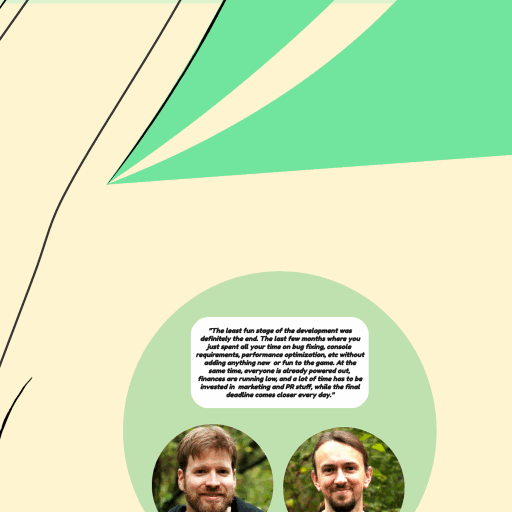 "The least fun stage of the development was
definitely the end. The last few months where you
just spent all your time on bug fixing, console
requirements, performance optimization, etc without
adding anything new or fun to the game. At the
same time, everyone is already powered out,
finances are running low, and a lot of time has to be
invested in marketing and PR stuff, while the final
deadline comes closer every day."